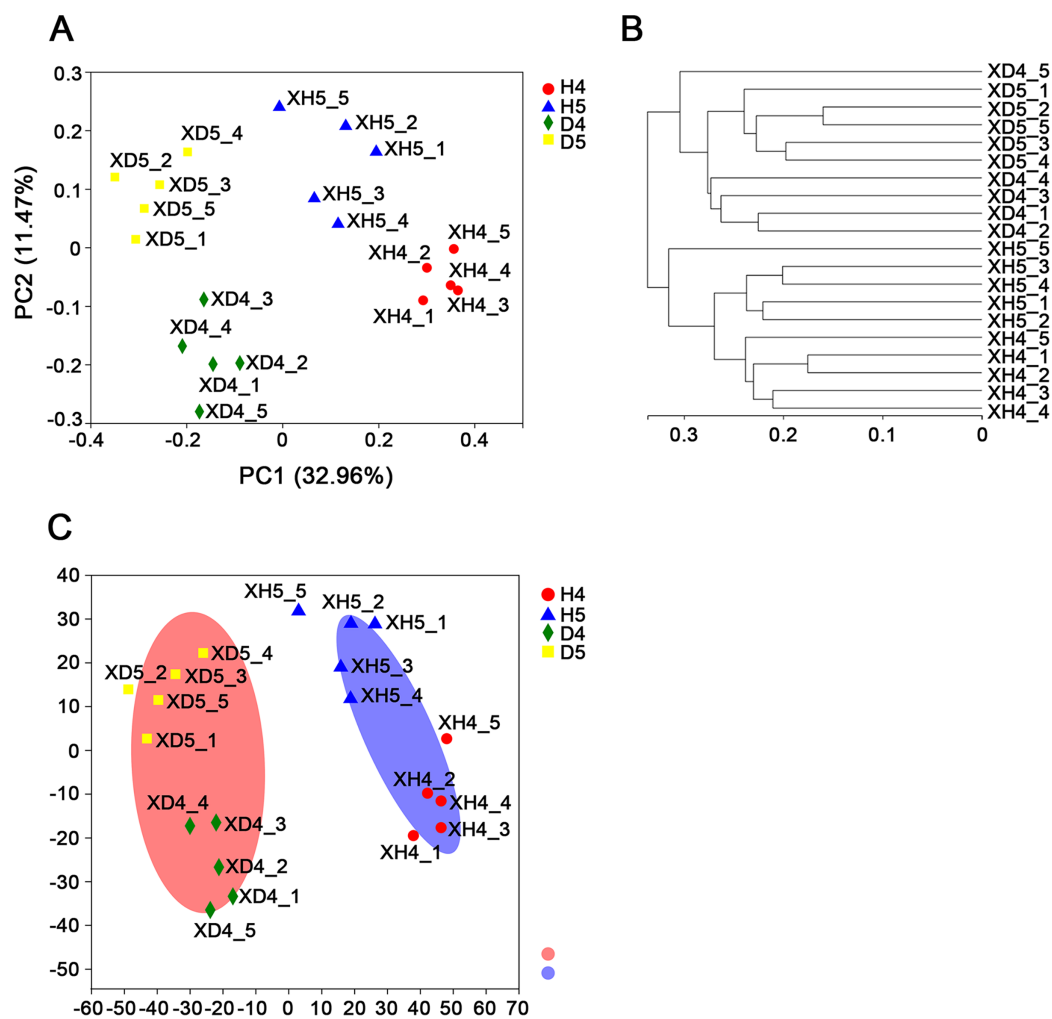 A
0.3
0.2
0.1
0
-0.1
-0.2
-0.3
-0.4
-0.2
0
0.2
0.4
PC2 (11.47%)
PC1 (32.96%)
XH5_5
XH5_2
XH5_1
XD5_4
XD5_2
XD5_3
XH5_3
XD5_5
XH5_4
XD5_1
XH4_5
XH4_2
XH4_4
XH4_3
XH4_1
XD4_3
XD4_4
XD4_2
XD4_1
XD4_5
H4
H5
D4
D5
B
XD4_5
XD5_1
XD5_2
XD5_5
XD5_3
XD5_4
XD4_4
XD4_3
XD4_1
XD4_2
XH5_5
XH5_3
XH5_4
XH5_1
XH5_2
XH4_5
XH4_1
XH4_2
XH4_3
XH4_4
0.3
0.2
0.1
0
C
40
30
20
10
0
-10
-20
-30
-40
-50
-60
-50
-40
-30
-20
-10
0
10
20
30
40
50
60
70
XH5_5
XH5_2
XH5_1
XD5_4
XD5_2
XD5_3
XH5_3
XD5_5
XH5_4
XD5_1
XH4_5
XH4_2
XH4_4
XD4_4
XD4_3
XH4_3
XH4_1
XD4_2
XD4_1
XD4_5
H4
H5
D4
D5